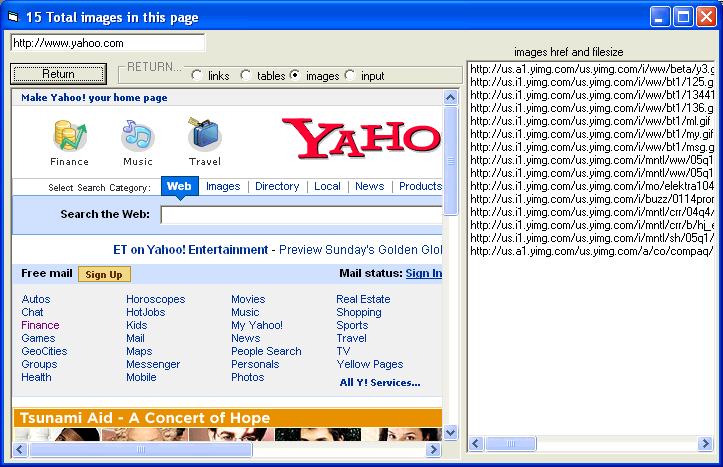 15 Total images in this page
http://www.yahoo.com
images href and filesize
Return
RETURN...
links tables images input
Make Yahoo! your home page
YAHO
Finance Music Travel
Select Search Category: Web Images Directory Local News Products
Search the Web:
ET on Yahoo! Entertainment - Preview Sunday's Golden Glo
Free mail Sign Up Mail status: Sign In
Autos Horoscopes Movies Real Estate
Chat HotJobs Music Shopping
Finance Kids My Yahoo! Sports
Games Mail News Travel
GeoCities Maps People Search TV
Groups Messenger Personals Yellow Pages
Health Mobile Photos
All Y! Services...
Tsunami Aid - A Concert of Hope
http://us.a1.yimg.com/us.yimg.com/i/ww/beta/y3.g
http://us.i1.yimg.com/us.yimg.com/i/ww/bt1/125.g
http://us.i1.yimg.com/us.yimg.com/i/ww/bt1/13441
http://us.i1.yimg.com/us.yimg.com/i/ww/bt1/136.g
http://us.i1.yimg.com/us.yimg.com/i/ww/bt1/ml.gif
http://us.i1.yimg.com/us.yimg.com/i/ww/bt1/my.gif
http://us.i1.yimg.com/us.yimg.com/i/ww/bt1/msg.g
http://us.i1.yimg.com/us.yimg.com/i/mntl/ww/05q1
http://us.i1.yimg.com/us.yimg.com/i/mntl/ww/05q1
http://us.i1.yimg.com/us.yimg.com/i/mo/elektra104
http://us.i1.yimg.com/us.yimg.com/i/buzz/0114pron
http://us.i1.yimg.com/us.yimg.com/i/mntl/crr/04q4/
http://us.i1.yimg.com/us.yimg.com/i/mntl/crr/b/hj_e
http://us.i1.yimg.com/us.yimg.com/i/mntl/sh/05q1/
http://us.a1.yimg.com/us.yimg.com/a/co/compaq/